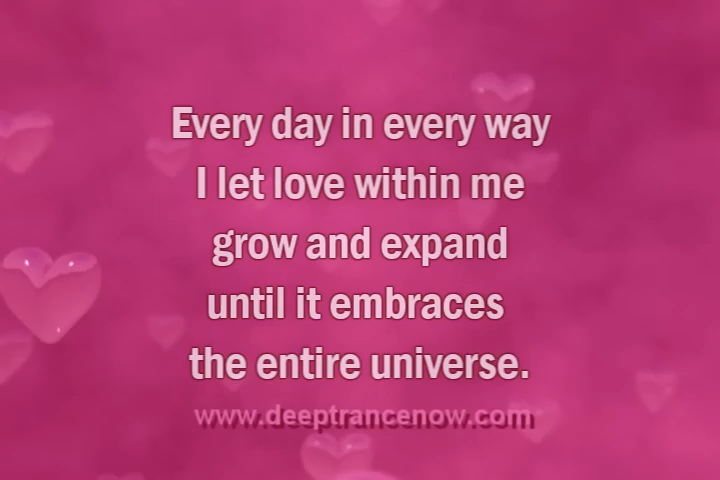 Every day in every way
I let love within me
grow and expand
until it embraces
the entire universe.
www.deeptrancenow.com